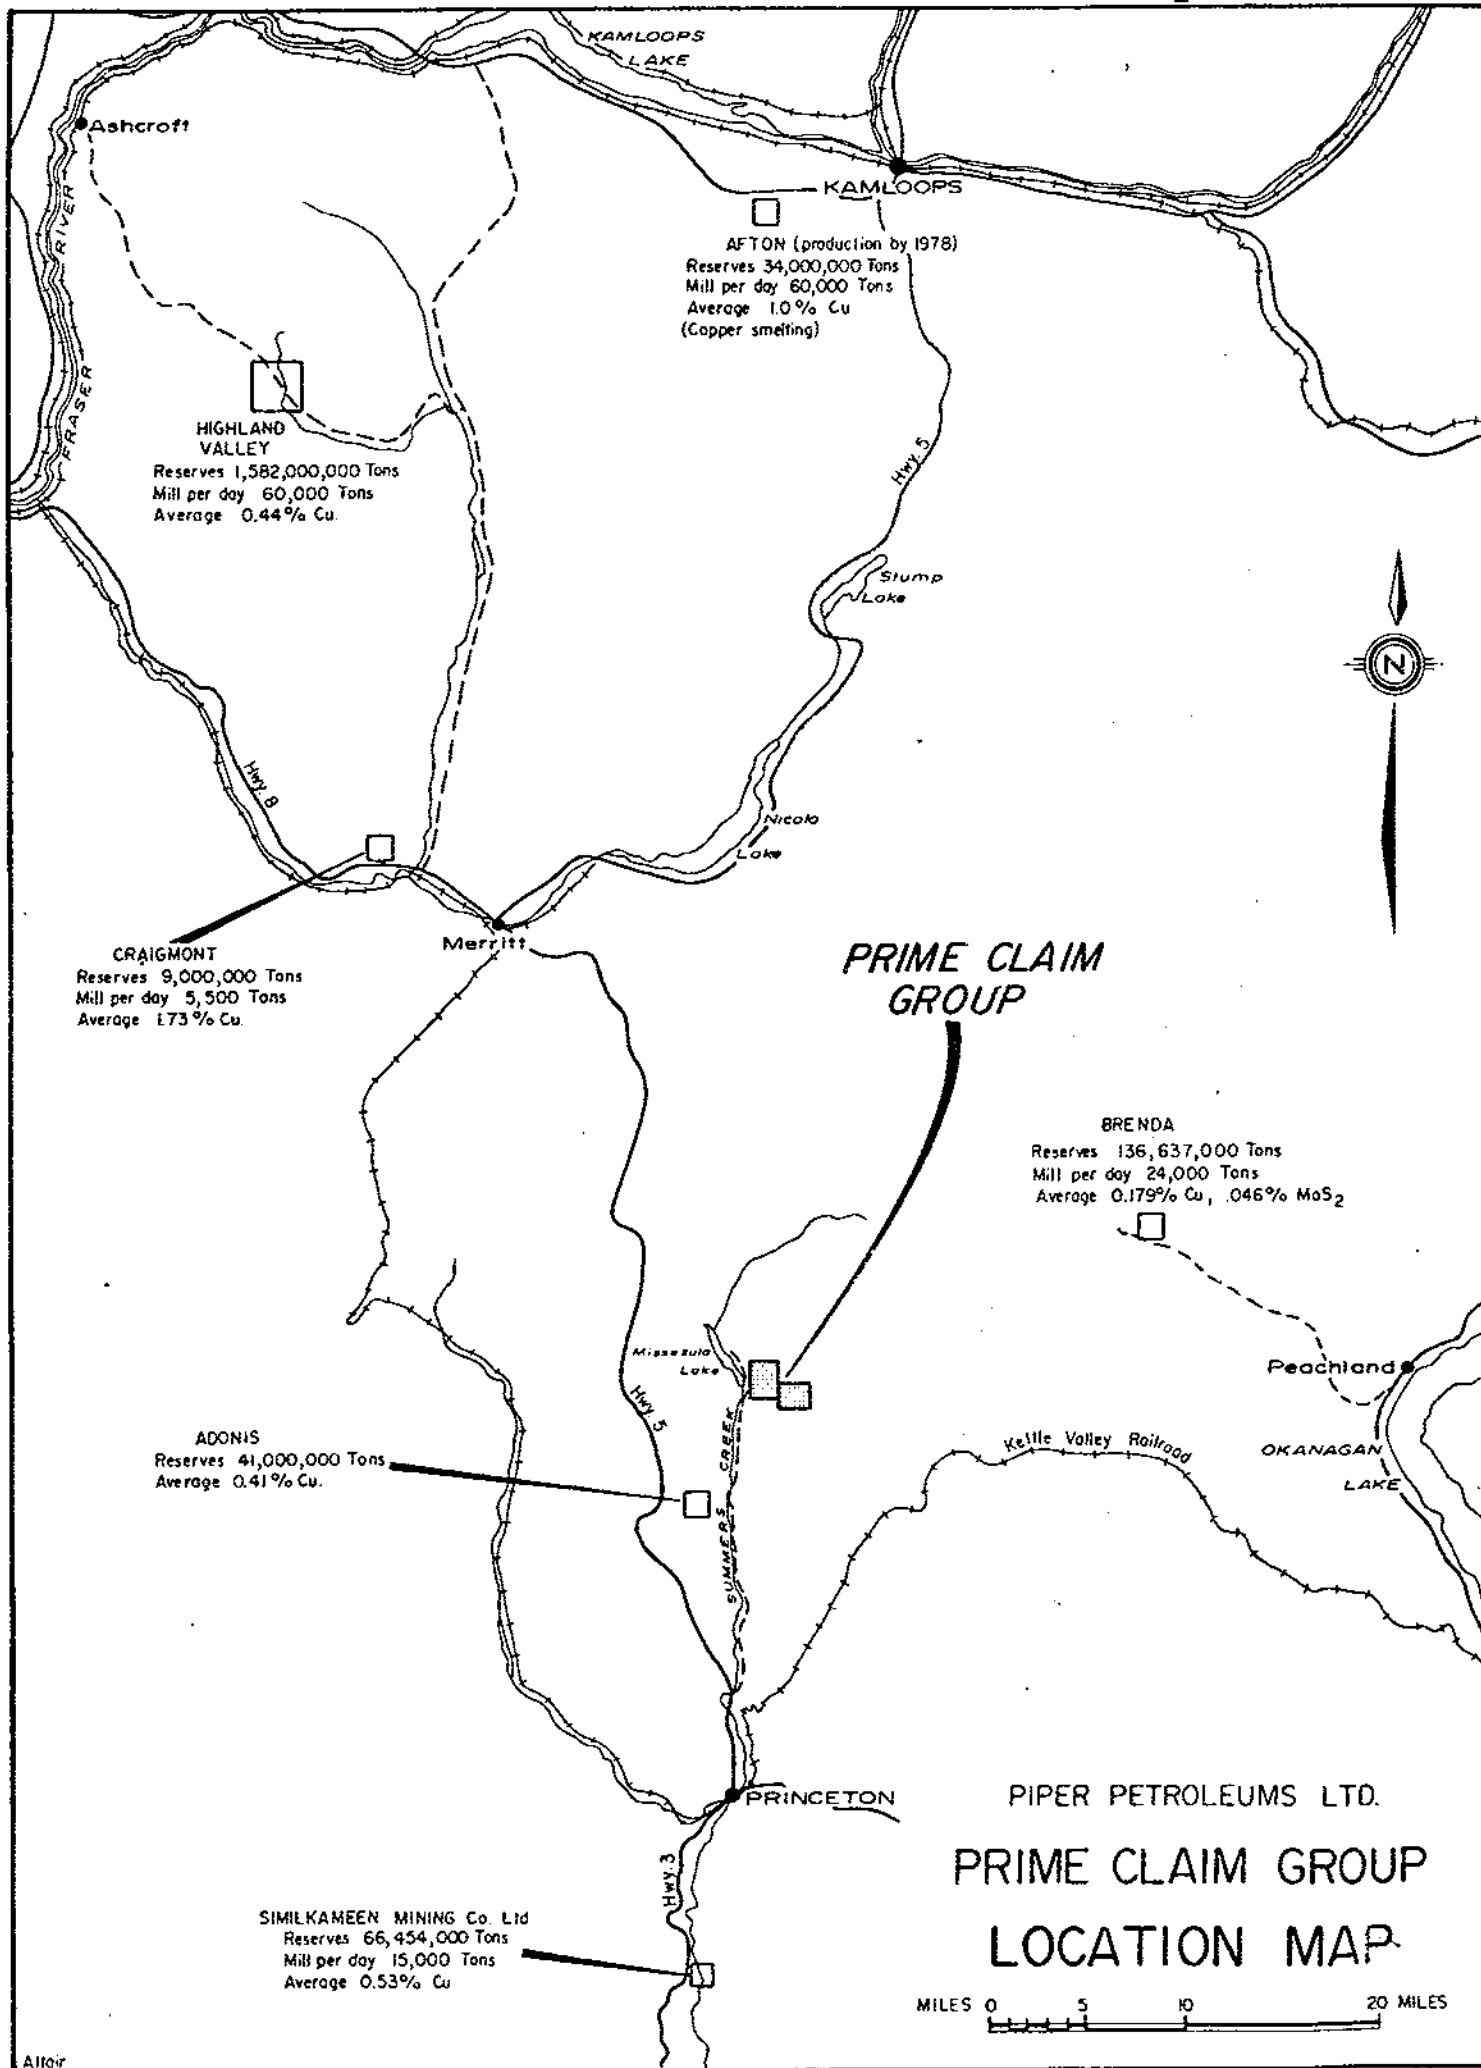 KAMLOOPS
LAKE
Ashcroft
RIVER
FRASER
KAMLOOPS
AFTON (production by 1978)
Reserves 34,000,000 Tons
Mill per day 60,000 Tons
Average 1.0% Cu
(Copper smelting)
HIGHLAND
VALLEY
Reserves 1,582,000,000 Tons
Mill per day 60,000 Tons
Average 0.44% Cu.
Hwy. 5
Stump
Lake
N
Hwy. 8
Nicola
Lake
Merritt
CRAIGMONT
Reserves 9,000,000 Tons
Mill per day 5,500 Tons
Average 1.73% Cu.
PRIME CLAIM
GROUP
BRENDA
Reserves 136,637,000 Tons
Mill per day 24,000 Tons
Average 0.179% Cu, .046% MoS2
Missezula
Lake
Peachland
Hwy. 5
SUMMERS CREEK
Kettle Valley Railroad
OKANAGAN
LAKE
ADONIS
Reserves 41,000,000 Tons
Average 0.41% Cu.
PRINCETON
Hwy. 3
SIMILKAMEEN MINING Co. Ltd
Reserves 66,454,000 Tons
Mill per day 15,000 Tons
Average 0.53% Cu
PIPER PETROLEUMS LTD.
PRIME CLAIM GROUP
LOCATION MAP
MILES 0 5 10 20 MILES
Altair